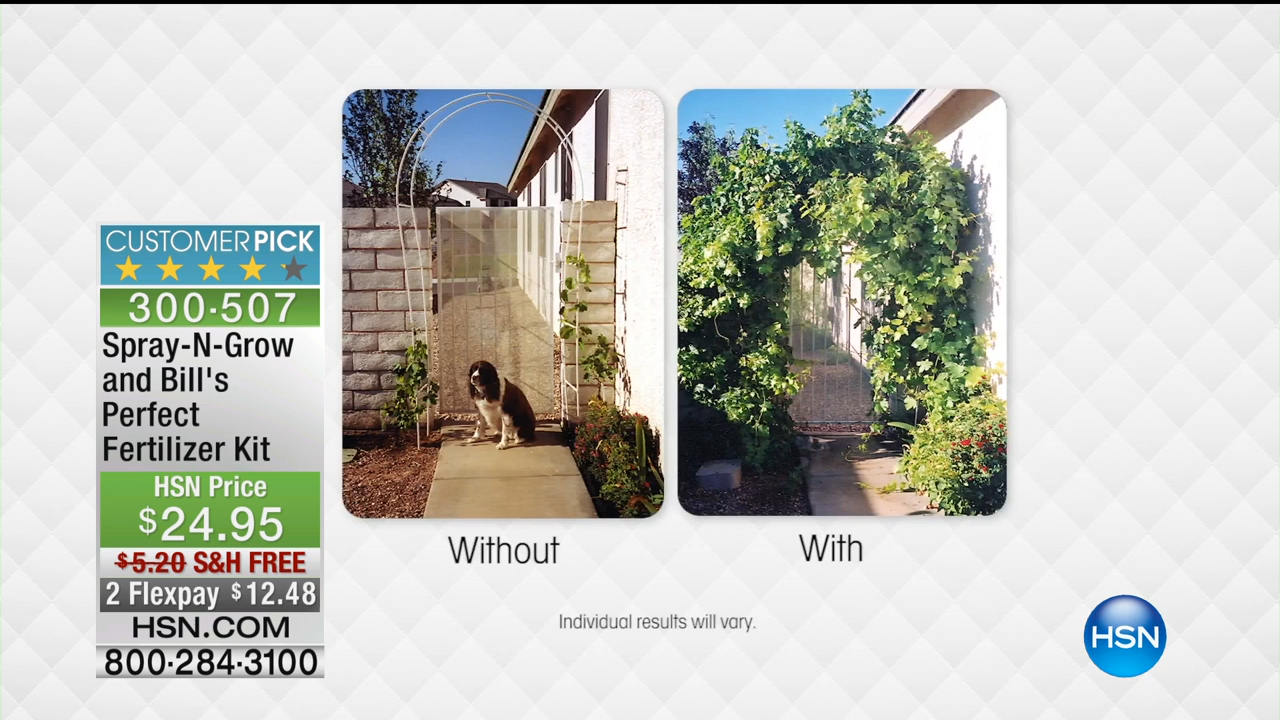 CUSTOMER PICK
300·507
Spray-N-Grow
and Bill's
Perfect
Fertilizer Kit
HSN Price
$24.95
$5.20 S&H FREE
2 Flexpay $12.48
HSN.COM
800·284·3100
Without
With
Individual results will vary.
HSN